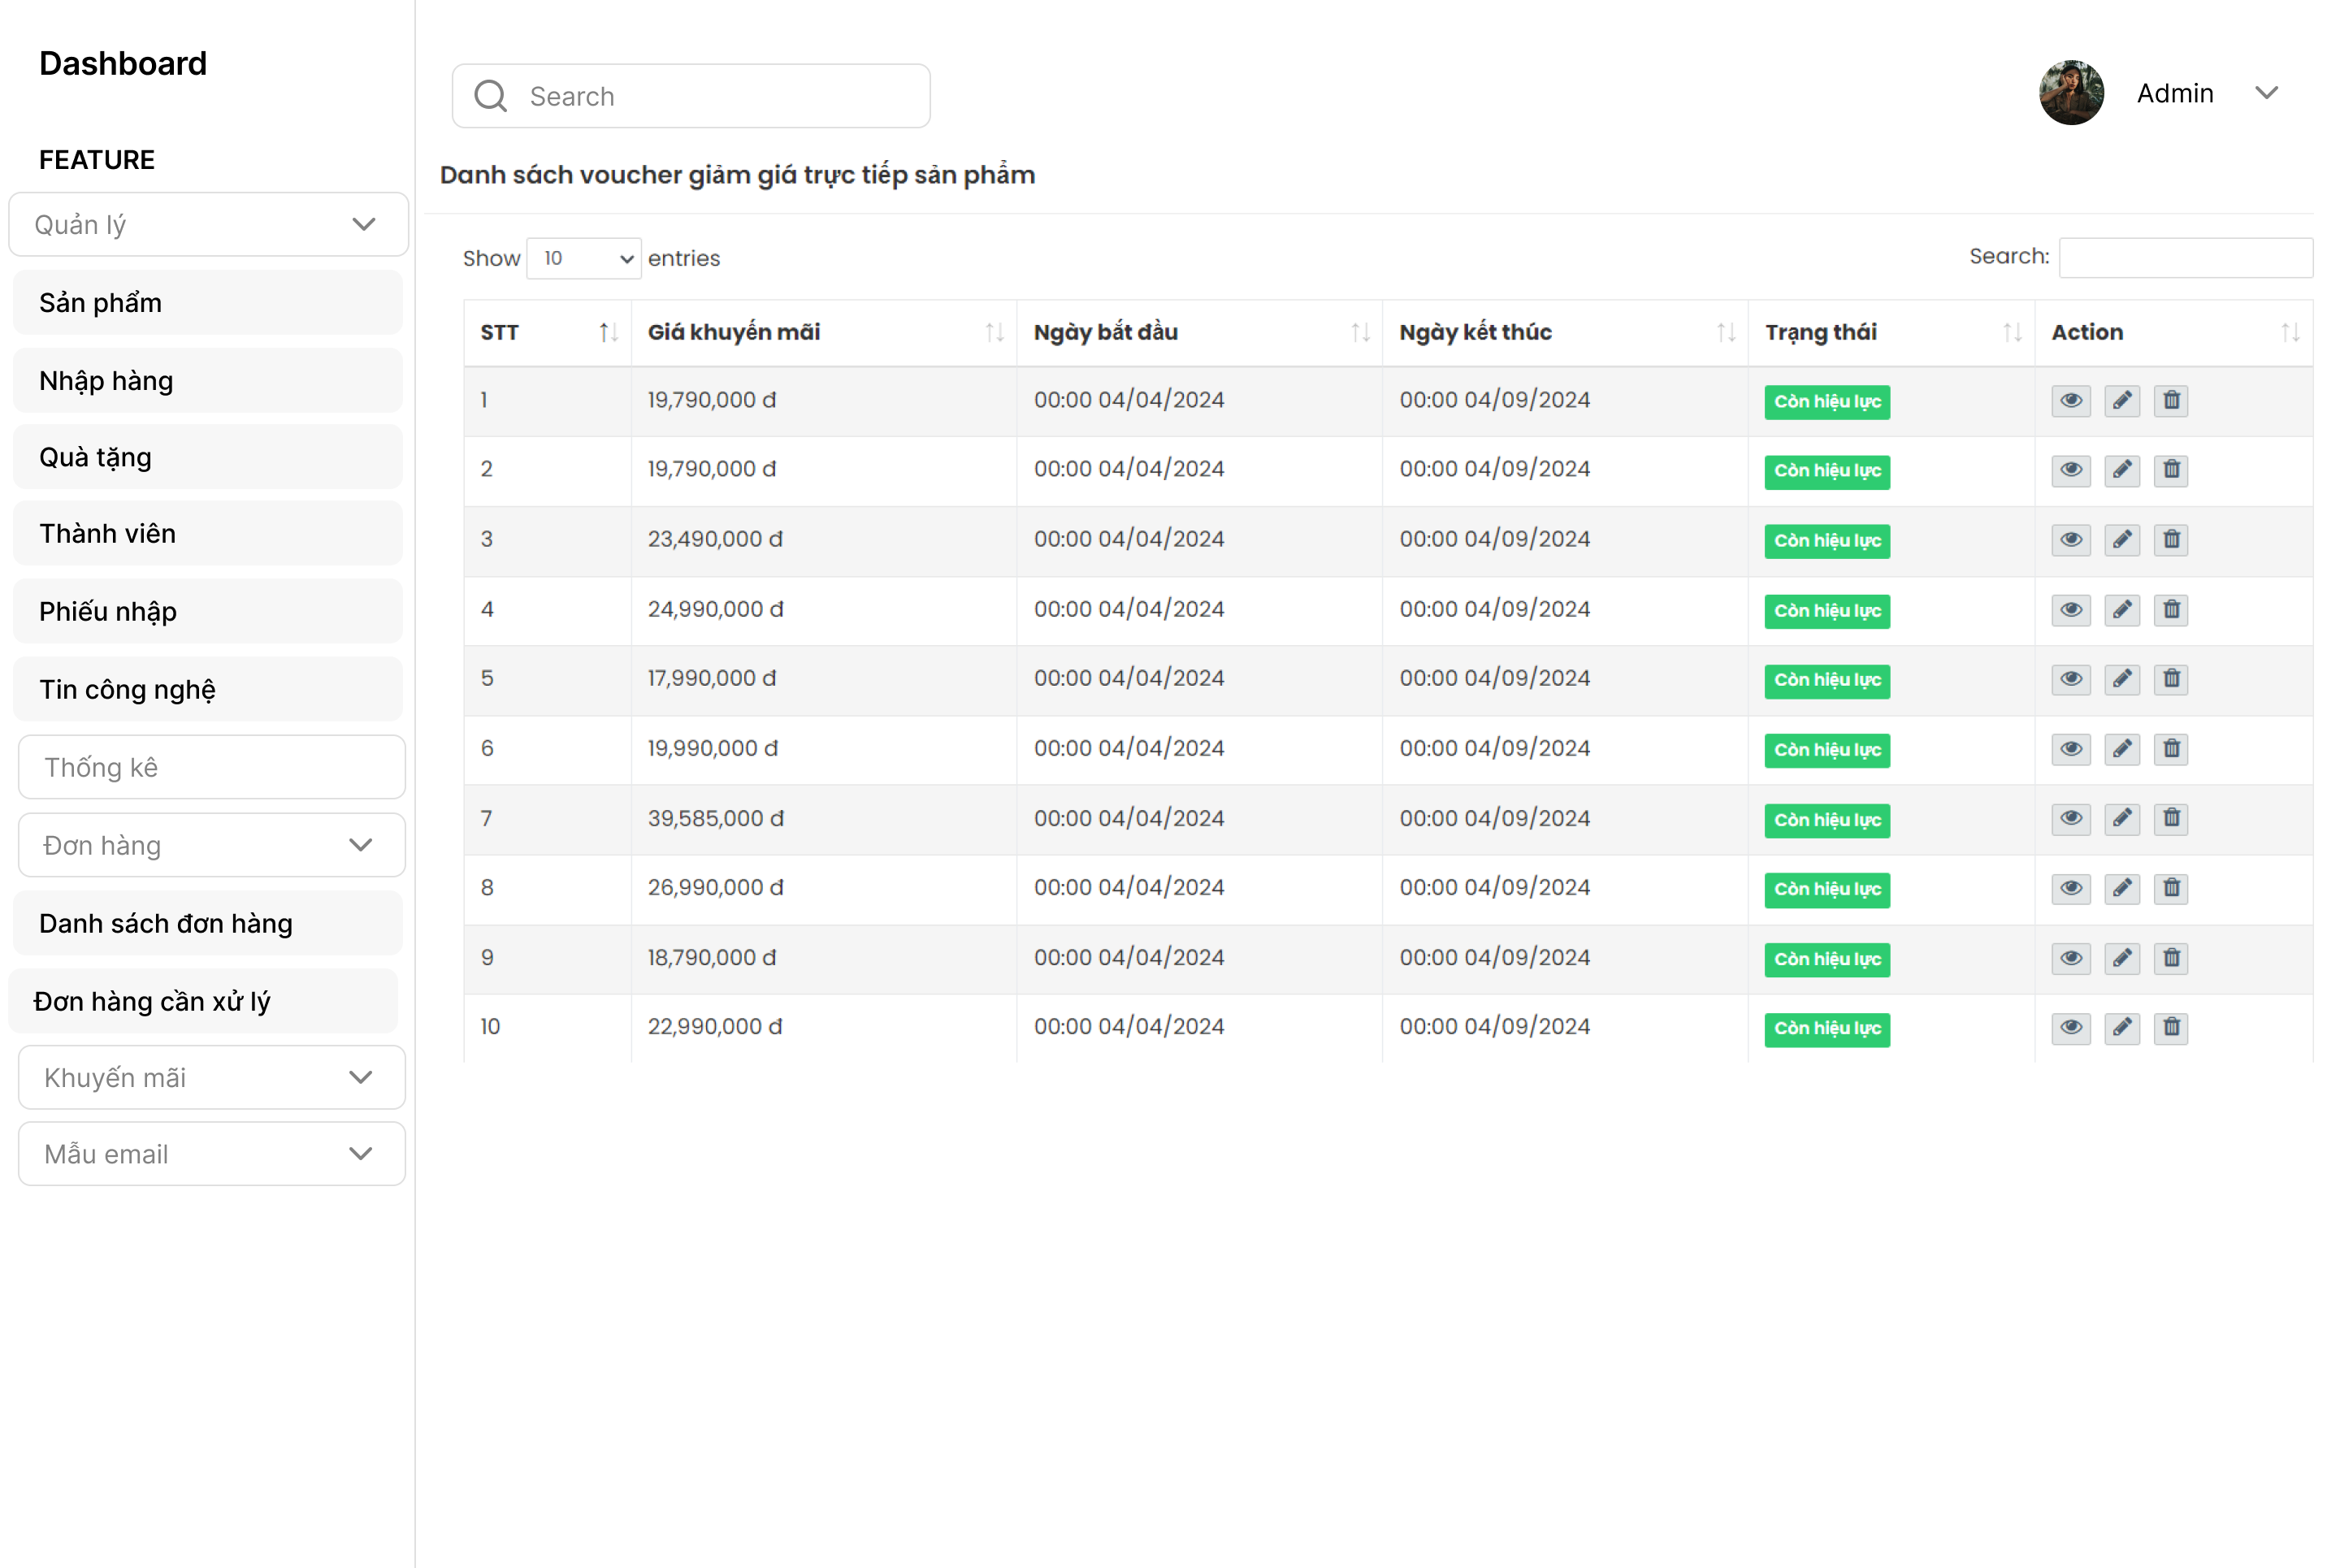 Dashboard
FEATURE
Quản lý
Sản phẩm
Nhập hàng
Quà tặng
Thành viên
Phiếu nhập
Tin công nghệ
Thống kê
Đơn hàng
Danh sách đơn hàng
Đơn hàng cần xử lý
Khuyến mãi
Mẫu email
Search
Admin
Danh sách voucher giảm giá trực tiếp sản phẩm
Show 10 entries
Search:
STT Giá khuyến mãi Ngày bắt đầu Ngày kết thúc Trạng thái Action
1 19,790,000 đ 00:00 04/04/2024 00:00 04/09/2024 Còn hiệu lực
2 19,790,000 đ 00:00 04/04/2024 00:00 04/09/2024 Còn hiệu lực
3 23,490,000 đ 00:00 04/04/2024 00:00 04/09/2024 Còn hiệu lực
4 24,990,000 đ 00:00 04/04/2024 00:00 04/09/2024 Còn hiệu lực
5 17,990,000 đ 00:00 04/04/2024 00:00 04/09/2024 Còn hiệu lực
6 19,990,000 đ 00:00 04/04/2024 00:00 04/09/2024 Còn hiệu lực
7 39,585,000 đ 00:00 04/04/2024 00:00 04/09/2024 Còn hiệu lực
8 26,990,000 đ 00:00 04/04/2024 00:00 04/09/2024 Còn hiệu lực
9 18,790,000 đ 00:00 04/04/2024 00:00 04/09/2024 Còn hiệu lực
10 22,990,000 đ 00:00 04/04/2024 00:00 04/09/2024 Còn hiệu lực